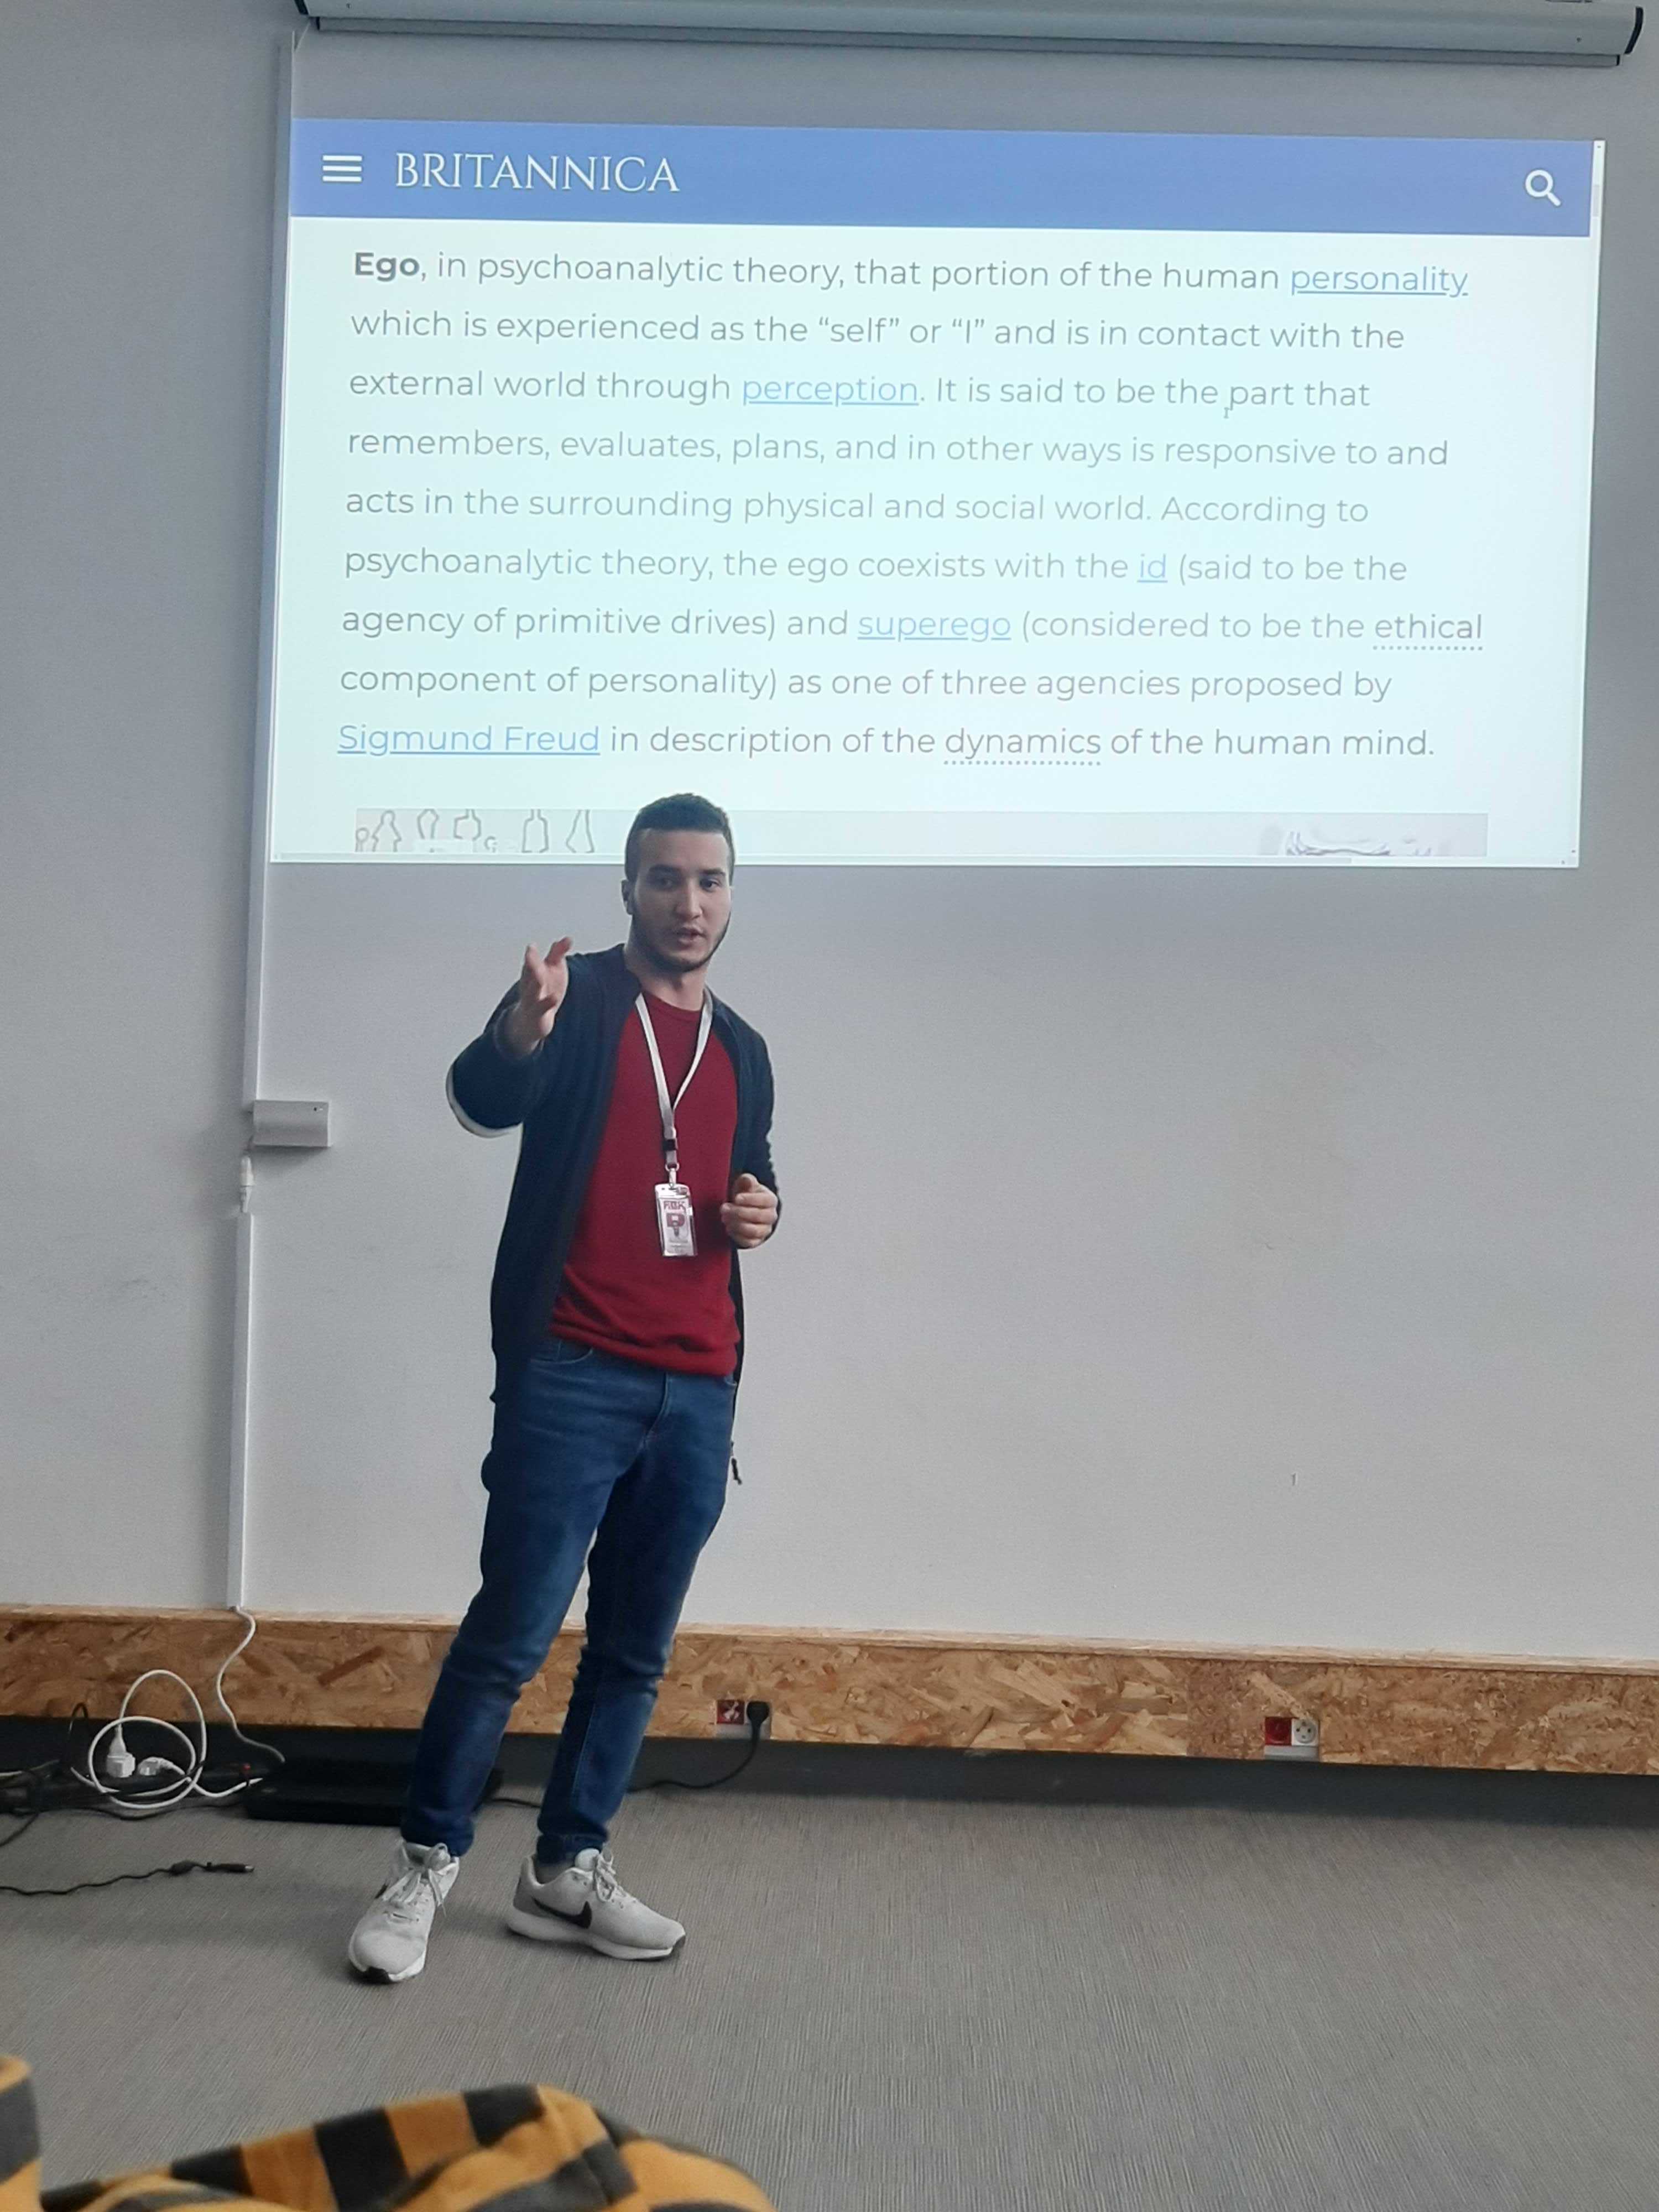 BRITANNICA
Ego, in psychoanalytic theory, that portion of the human personality
which is experienced as the “self” or “I” and is in contact with the
external world through perception. It is said to be the part that
remembers, evaluates, plans, and in other ways is responsive to and
acts in the surrounding physical and social world. According to
psychoanalytic theory, the ego coexists with the id (said to be the
agency of primitive drives) and superego (considered to be the ethical
component of personality) as one of three agencies proposed by
Sigmund Freud in description of the dynamics of the human mind.